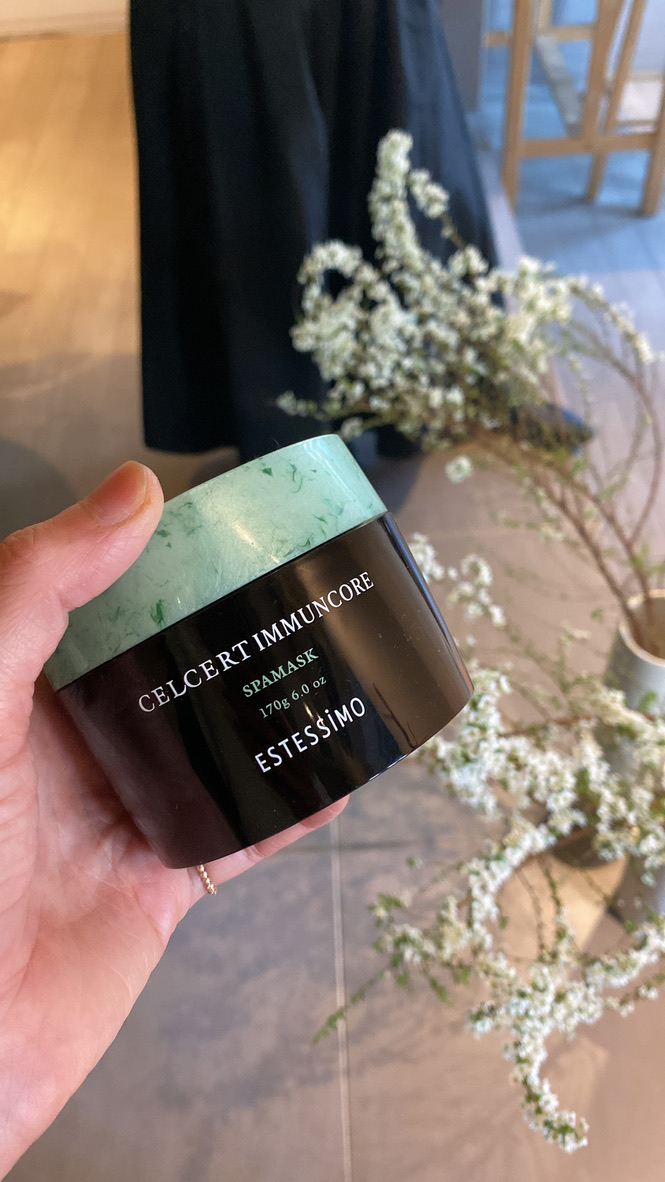 CELCERT IMMUNCORE
SPAMASK
170g 6.0 oz
ESTESSiMO